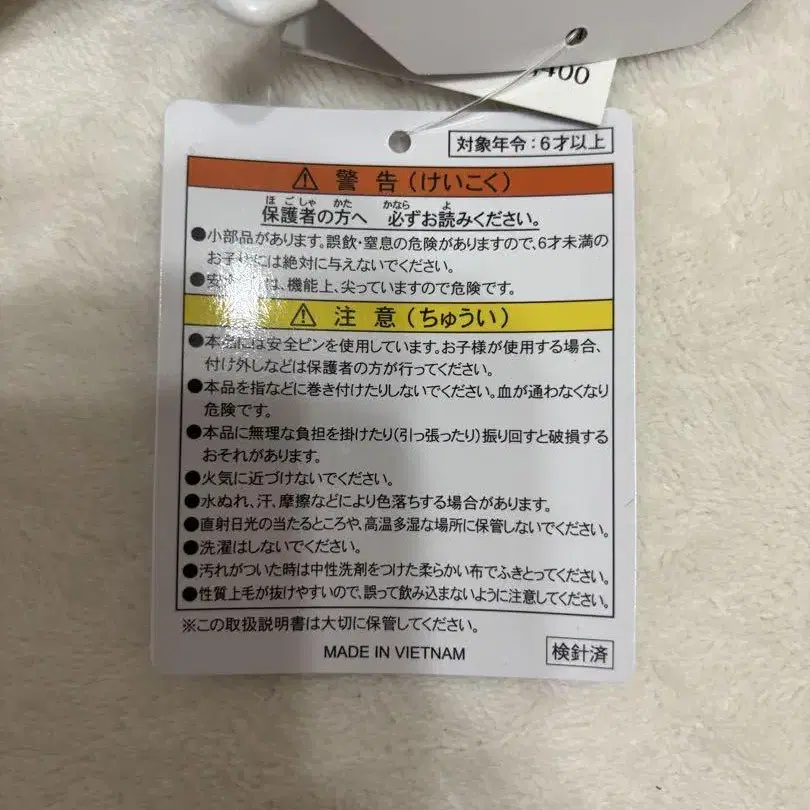 400
対象年令：6才以上
⚠ 警告（けいこく）
保護者の方へ 必ずお読みください。
●小部品があります。誤飲・窒息の危険がありますので、6才未満の
お子様には絶対に与えないでください。
●安は、機能上、尖っていますので危険です。
⚠ 注意（ちゅうい）
●本品には安全ピンを使用しています。お子様が使用する場合、
付け外しなどは保護者の方が行ってください。
●本品を指などに巻き付けたりしないでください。血が通わなくなり
危険です。
●本品に無理な負担を掛けたり（引っ張ったり）振り回すと破損する
おそれがあります。
●火気に近づけないでください。
●水ぬれ、汗、摩擦などにより色落ちする場合があります。
●直射日光の当たるところや、高温多湿な場所に保管しないでください。
●洗濯はしないでください。
●汚れがついた時は中性洗剤をつけた柔らかい布でふきとってください。
●性質上毛が抜けやすいので、誤って飲み込まないように注意してください。
※この取扱説明書は大切に保管してください。
MADE IN VIETNAM
検針済